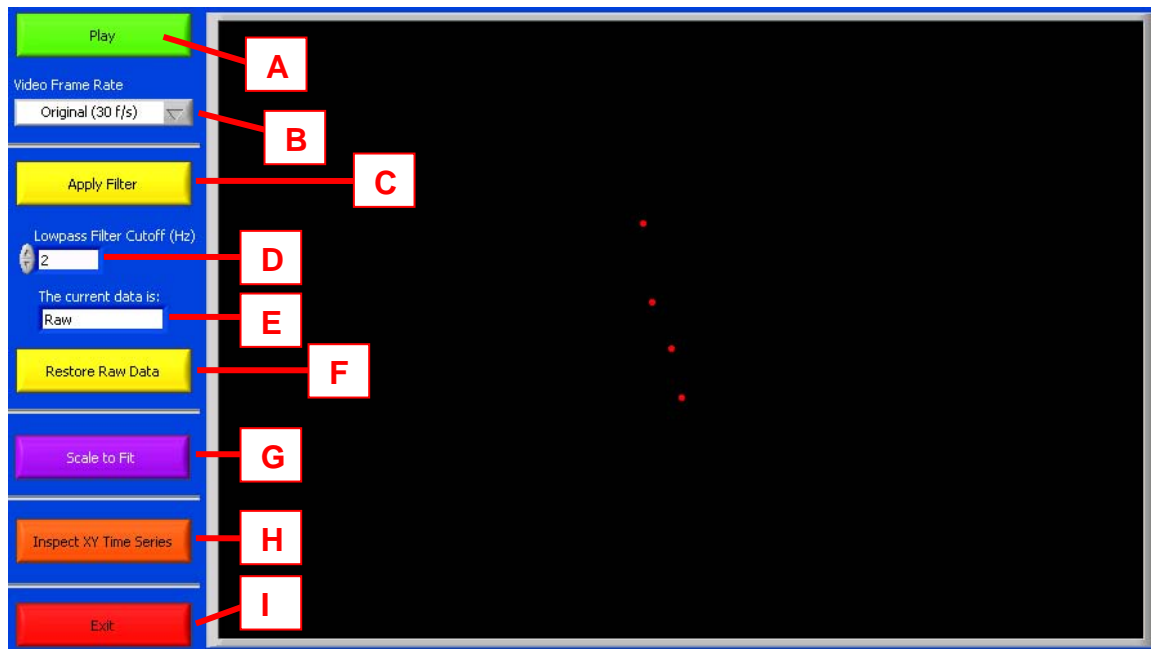 Play
A
Video Frame Rate
Original (30 f/s)
B
Apply Filter
C
Lowpass Filter Cutoff (Hz)
2
D
The current data is:
Raw
E
Restore Raw Data
F
Scale to Fit
G
Inspect XY Time Series
H
Exit
I